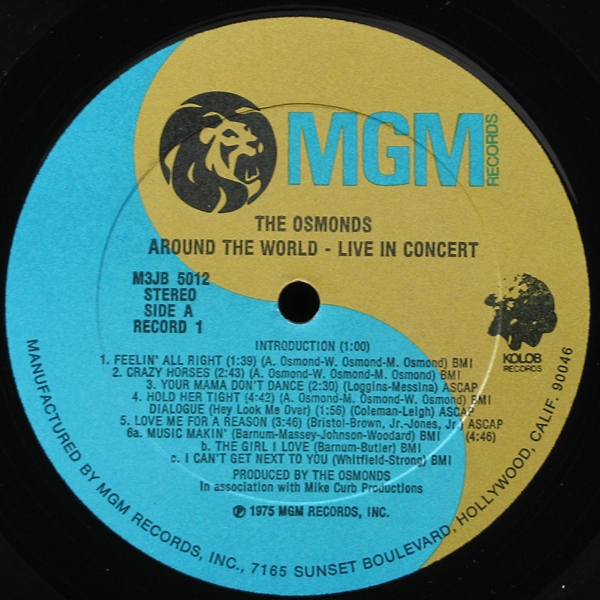 MGM
RECORDS
THE OSMONDS
AROUND THE WORLD - LIVE IN CONCERT
M3JB 5012
STEREO
SIDE A
RECORD 1
KOLOB
RECORDS
INTRODUCTION (1:00)
1. FEELIN' ALL RIGHT (1:39) (A. Osmond-W. Osmond-M. Osmond) BMI
2. CRAZY HORSES (2:43) (A. Osmond-W. Osmond-M. Osmond) BMI
3. YOUR MAMA DON'T DANCE (2:30) (Loggins-Messina) ASCAP
4. HOLD HER TIGHT (4:42) (A. Osmond-M. Osmond-W. Osmond) BMI
DIALOGUE (Hey Look Me Over) (1:56) (Coleman-Leigh) ASCAP
5. LOVE ME FOR A REASON (3:46) (Bristol-Brown, Jr.-Jones, Jr.) ASCAP
6a. MUSIC MAKIN' (Barnum-Massey-Johnson-Woodard) BMI (4:46)
b. THE GIRL I LOVE (Barnum-Butler) BMI
c. I CAN'T GET NEXT TO YOU (Whitfield-Strong) BMI
PRODUCED BY THE OSMONDS
In association with Mike Curb Productions
℗ 1975 MGM RECORDS, INC.
MANUFACTURED BY MGM RECORDS, INC., 7165 SUNSET BOULEVARD, HOLLYWOOD, CALIF. 90046